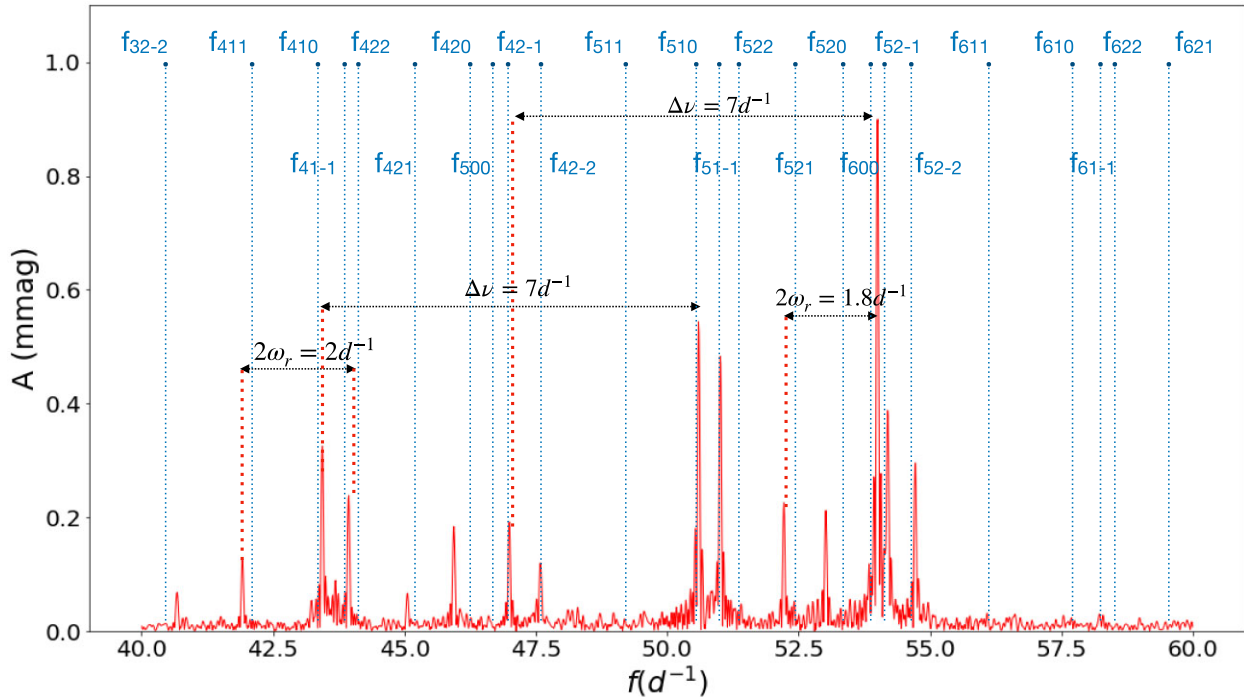 f32-2 f411 f410 f422 f420 f42-1 f511 f510 f522 f520 f52-1 f611 f610 f622 f621
1.0
Δν = 7d⁻¹
f41-1 f421 f500 f42-2 f51-1 f521 f600 f52-2 f61-1
0.8
Δν = 7d⁻¹
2ωr = 1.8d⁻¹
0.6
2ωr = 2d⁻¹
A (mmag)
0.4
0.2
0.0
40.0 42.5 45.0 47.5 50.0 52.5 55.0 57.5 60.0
f(d⁻¹)